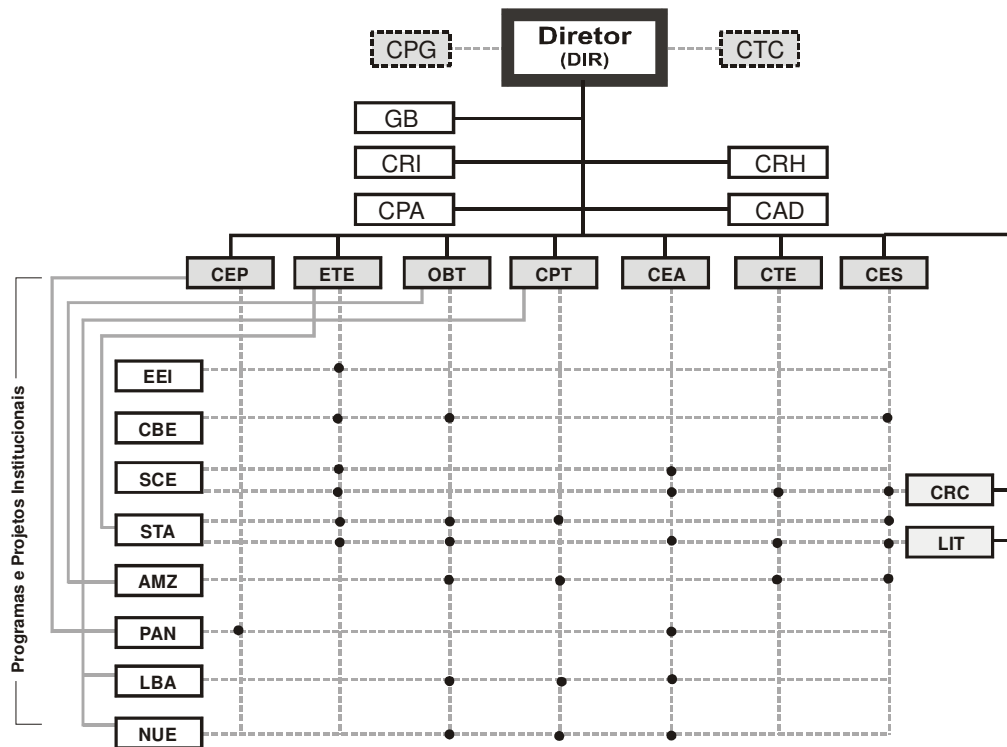 CPG
Diretor
(DIR)
CTC
GB
CRI
CRH
CPA
CAD
CEP
ETE
OBT
CPT
CEA
CTE
CES
Programas e Projetos Institucionais
EEI
CBE
SCE
CRC
STA
LIT
AMZ
PAN
LBA
NUE